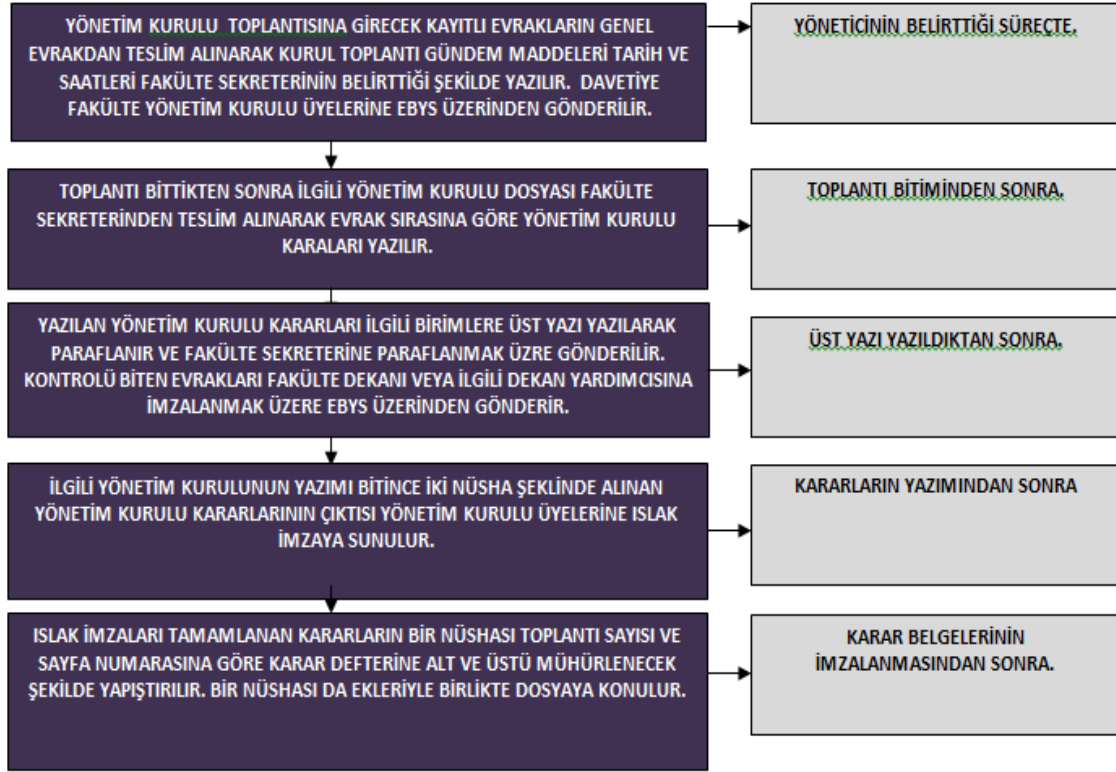 YÖNETİM KURULU TOPLANTISINA GİRECEK KAYITLI EVRAKLARIN GENEL
EVRAKDAN TESLİM ALINARAK KURUL TOPLANTI GÜNDEM MADDELERİ TARİH VE
SAATLERİ FAKÜLTE SEKRETERİNİN BELİRTTİĞİ ŞEKİLDE YAZILIR. DAVETİYE
FAKÜLTE YÖNETİM KURULU ÜYELERİNE EBYS ÜZERİNDEN GÖNDERİLİR.
YÖNETİCİNİN BELİRTTİĞİ SÜREÇTE.
TOPLANTI BİTTİKTEN SONRA İLGİLİ YÖNETİM KURULU DOSYASI FAKÜLTE
SEKRETERİNDEN TESLİM ALINARAK EVRAK SIRASINA GÖRE YÖNETİM KURULU
KARALARI YAZILIR.
TOPLANTI BİTİMİNDEN SONRA.
YAZILAN YÖNETİM KURULU KARARLARI İLGİLİ BİRİMLERE ÜST YAZI YAZILARAK
PARAFLANIR VE FAKÜLTE SEKRETERİNE PARAFLANMAK ÜZRE GÖNDERİLİR.
KONTROLÜ BİTEN EVRAKLARI FAKÜLTE DEKANI VEYA İLGİLİ DEKAN YARDIMCISINA
İMZALANMAK ÜZERE EBYS ÜZERİNDEN GÖNDERİR.
ÜST YAZI YAZILDIKTAN SONRA.
İLGİLİ YÖNETİM KURULUNUN YAZIMI BİTİNCE İKİ NÜSHA ŞEKLİNDE ALINAN
YÖNETİM KURULU KARARLARININ ÇIKTISI YÖNETİM KURULU ÜYELERİNE ISLAK
İMZAYA SUNULUR.
KARARLARIN YAZIMINDAN SONRA
ISLAK İMZALARI TAMAMLANAN KARARLARIN BİR NÜSHASI TOPLANTI SAYISI VE
SAYFA NUMARASINA GÖRE KARAR DEFTERİNE ALT VE ÜSTÜ MÜHÜRLENECEK
ŞEKİLDE YAPIŞTIRILIR. BİR NÜSHASI DA EKLERİYLE BİRLİKTE DOSYAYA KONULUR.
KARAR BELGELERİNİN
İMZALANMASINDAN SONRA.